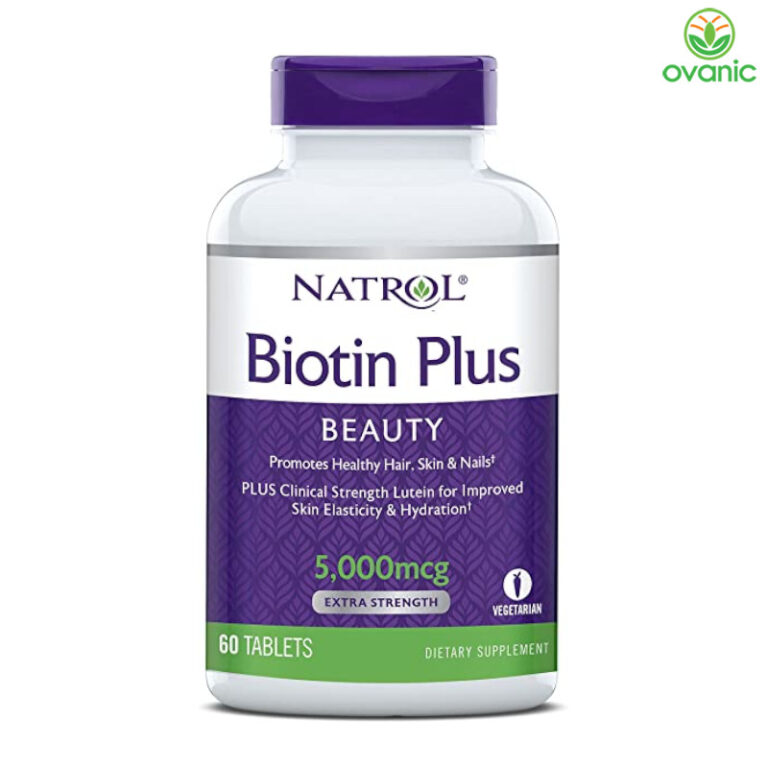 ovanic
NATROL®
Biotin Plus
BEAUTY
Promotes Healthy Hair, Skin & Nails†
PLUS Clinical Strength Lutein for Improved
Skin Elasticity & Hydration†
5,000mcg
EXTRA STRENGTH
VEGETARIAN
60 TABLETS
DIETARY SUPPLEMENT